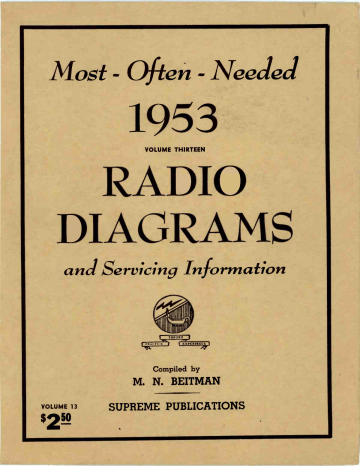 Most - Often - Needed
1953
VOLUME THIRTEEN
RADIO
DIAGRAMS
and Servicing Information
Compiled by
M. N. BEITMAN
VOLUME 13
$2.50
SUPREME PUBLICATIONS